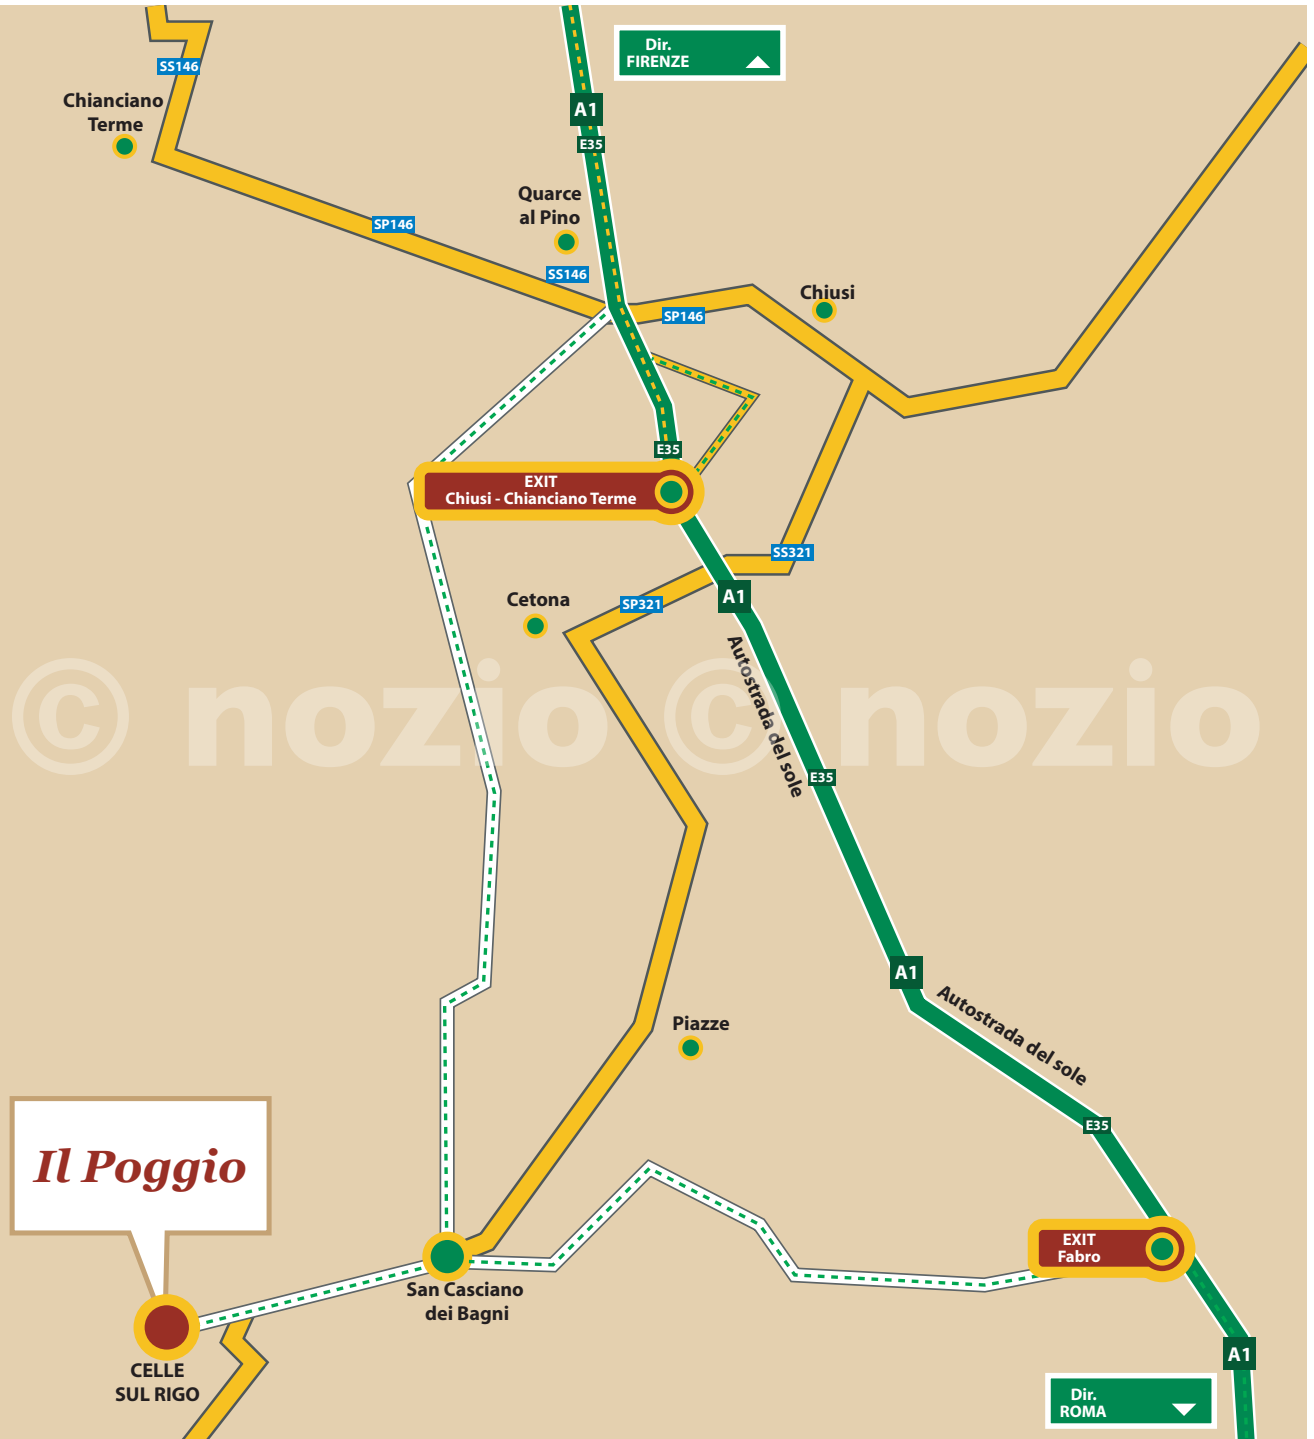 Dir.
FIRENZE
SS146
Chianciano
Terme
A1
E35
Quarce
al Pino
SP146
SS146
Chiusi
SP146
E35
EXIT
Chiusi - Chianciano Terme
SS321
Cetona
SP321
A1
Autostrada del sole
© nozio © nozio
E35
A1
Autostrada del sole
Piazze
E35
Il Poggio
EXIT
Fabro
San Casciano
dei Bagni
A1
CELLE
SUL RIGO
Dir.
ROMA